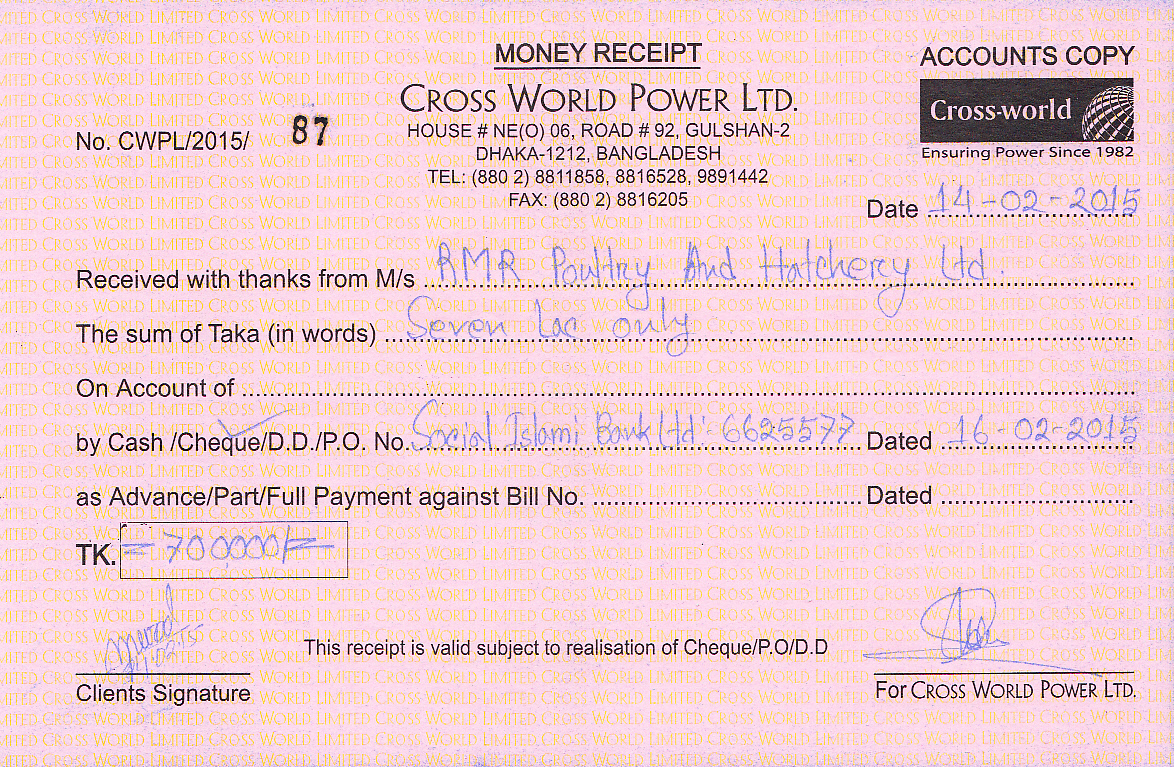 MONEY RECEIPT
ACCOUNTS COPY
CROSS WORLD POWER LTD.
Cross-world
Ensuring Power Since 1982
No. CWPL/2015/ 87
HOUSE # NE(O) 06, ROAD # 92, GULSHAN-2
DHAKA-1212, BANGLADESH
TEL: (880 2) 8811858, 8816528, 9891442
FAX: (880 2) 8816205
Date 14-02-2015
Received with thanks from M/s RMR Poultry And Hatchery Ltd.
The sum of Taka (in words) Seven Lac only
On Account of
by Cash /Cheque/D.D./P.O. No. Social Islami Bank Ltd: 6625577 Dated 16-02-2015
as Advance/Part/Full Payment against Bill No. Dated
TK. =700000/=
This receipt is valid subject to realisation of Cheque/P.O/D.D
Clients Signature
For CROSS WORLD POWER LTD.